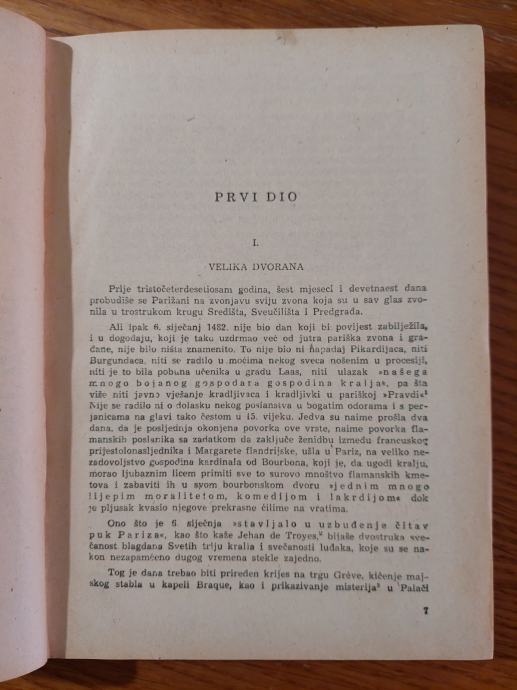 PRVI DIO
I.
VELIKA DVORANA
Prije tristočeterdesetiosam godina, šest mjeseci i devetnaest dana
probudiše se Parižani na zvonjavu sviju zvona koja su u sav glas zvo-
nila u trostrukom krugu Središta, Sveučilišta i Predgrađa.
Ali ipak 6. siječanj 1482. nije bio dan koji bi povijest zabilježila,
i u događaju, koji je tako uzdrmao već od jutra pariška zvona i gra-
đane, nije bilo ništa znamenito. To nije bio ni napadaj Pikardijaca, niti
Burgundaca, niti se radilo u moćima nekog sveca nošenim u procesiji,
niti je to bila pobuna učenika u gradu Laas, niti ulazak »našega
mnogo bojanog gospodara gospodina kralja«, pa šta
više niti javno vješanje kradljivaca i kradljivki u pariškoj »Pravdi«¹
Nije se radilo ni o dolasku nekog poslanstva u bogatim odorama i s per-
janicama na glavi tako čestom u 15. vijeku. Jedva su naime prošla dva
dana, da je posljednja okonjena povorka ove vrste, naime povorka fla-
manskih poslanika sa zadatkom da zaključe ženidbu između francuskog
prijestolonasljednika i Margarete flandrijske, ušla u Pariz, na veliko ne-
zadovoljstvo gospodina kardinala od Bourbona, koji je, da ugodi kralju,
morao ljubaznim licem primiti sve to surovo mnoštvo flamanskih kme-
tova i zabaviti ih u svom bourbonskom dvoru »jednim mnogo
lijepim moralitetom, komedijom i lakrdijom« dok
je pljusak kvasio njegove prekrasne ćilime na vratima.
Ono što je 6. siječnja »stavljalo u uzbuđenje čitav
puk Pariza«, kao što kaže Jehan de Troyes,² bijaše dvostruka sve-
čanost blagdana Svetih triju kralja i svečanosti luđaka, koje su se na-
kon nezapamćeno dugog vremena stekle zajedno.
Tog je dana trebao biti priređen krijes na trgu Grève, kićenje maj-
skog stabla u kapeli Braque, kao i prikazivanje misterija³ u Palači
7